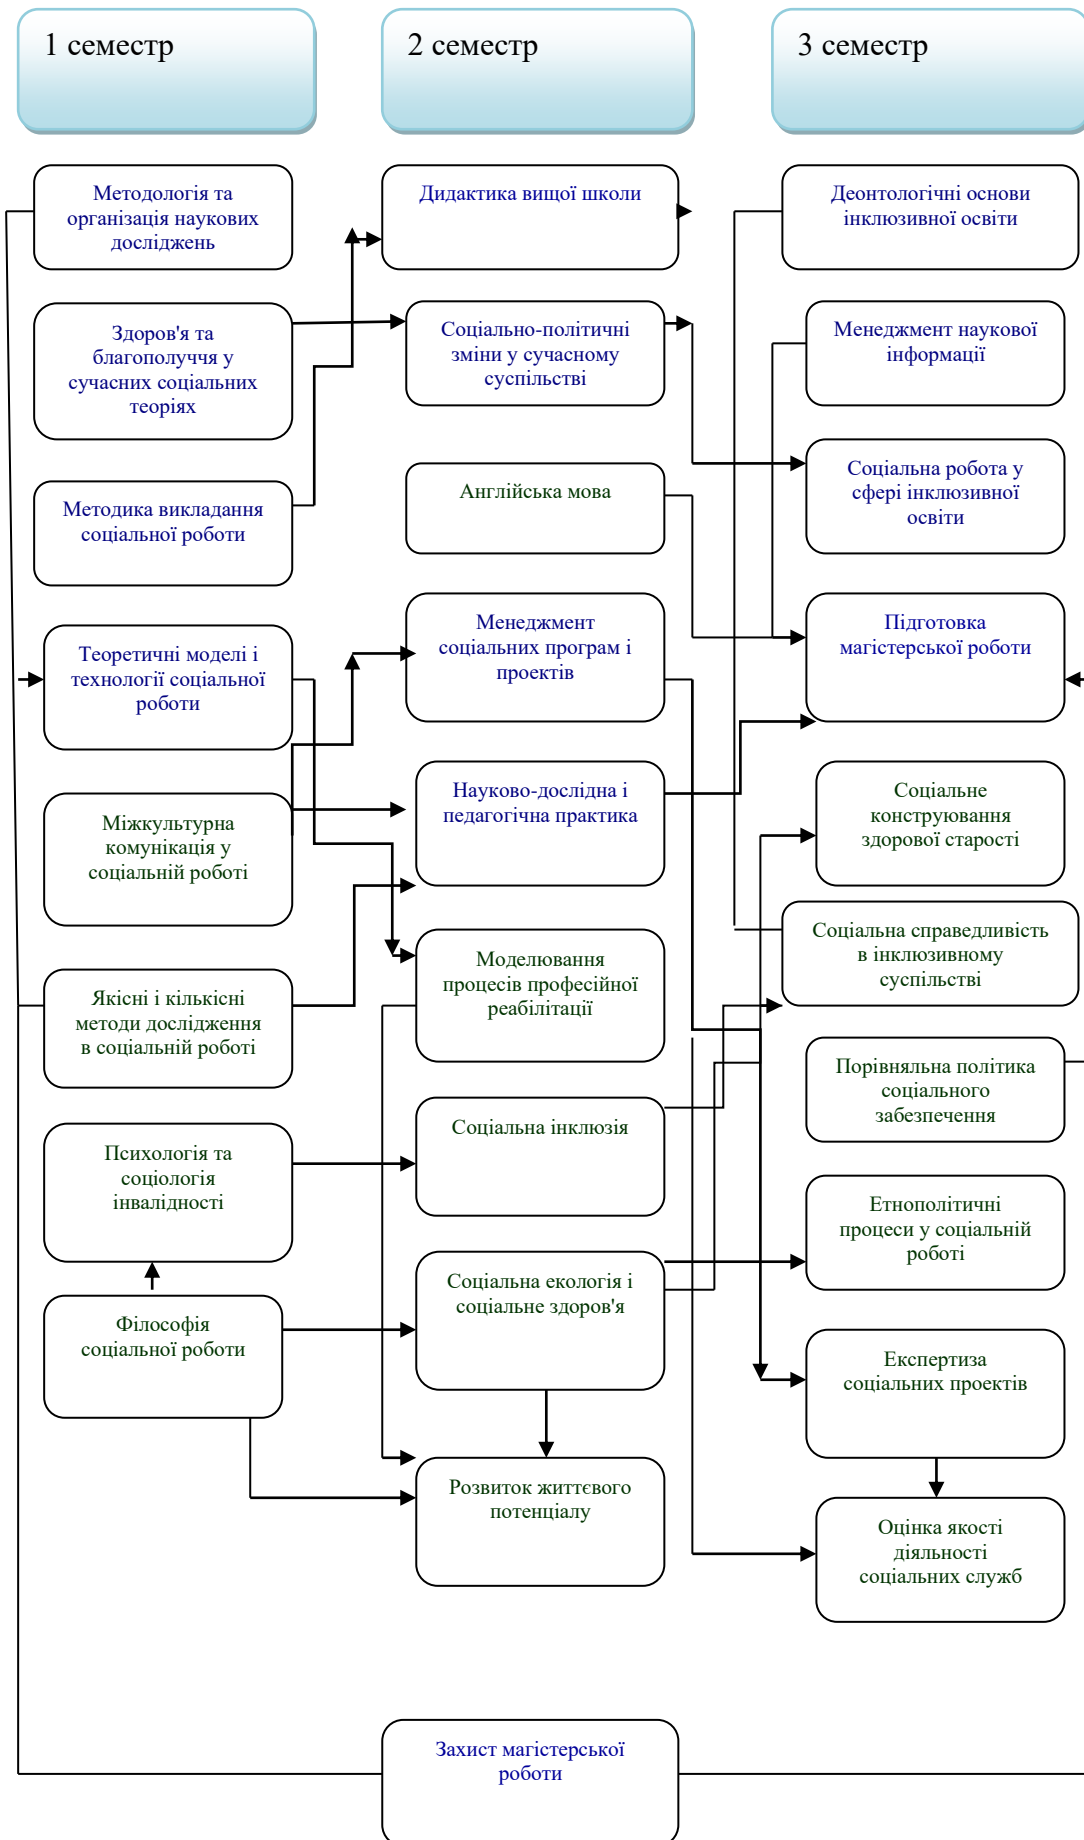 1 семестр
2 семестр
3 семестр
Методологія та
організація наукових
досліджень
Здоров'я та
благополуччя у
сучасних соціальних
теоріях
Методика викладання
соціальної роботи
Теоретичні моделі і
технології соціальної
роботи
Міжкультурна
комунікація у
соціальній роботі
Якісні і кількісні
методи дослідження
в соціальній роботі
Психологія та
соціологія
інвалідності
Філософія
соціальної роботи
Дидактика вищої школи
Соціально-політичні
зміни у сучасному
суспільстві
Англійська мова
Менеджмент
соціальних програм і
проектів
Науково-дослідна і
педагогічна практика
Моделювання
процесів професійної
реабілітації
Соціальна інклюзія
Соціальна екологія і
соціальне здоров'я
Розвиток життєвого
потенціалу
Деонтологічні основи
інклюзивної освіти
Менеджмент наукової
інформації
Соціальна робота у
сфері інклюзивної
освіти
Підготовка
магістерської роботи
Соціальне
конструювання
здорової старості
Соціальна справедливість
в інклюзивному
суспільстві
Порівняльна політика
соціального
забезпечення
Етнополітичні
процеси у соціальній
роботі
Експертиза
соціальних проектів
Оцінка якості
діяльності
соціальних служб
Захист магістерської
роботи